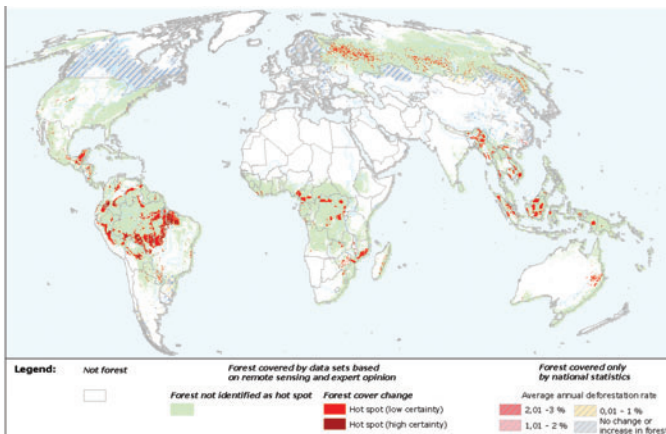 Legend:
Not forest
Forest covered by data sets based
on remote sensing and expert opinion
Forest not identified as hot spot
Forest cover change
Hot spot (low certainty)
Hot spot (high certainty)
Forest covered only
by national statistics
Average annual deforestation rate
2,01 -3 %
1,01 - 2 %
0,01 - 1 %
No change or
increase in forest